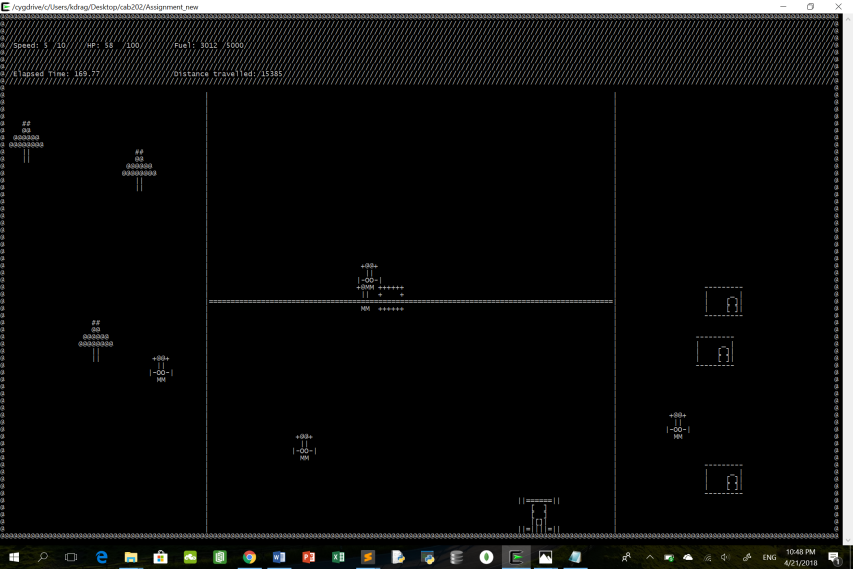 /cygdrive/c/Users/kdrag/Desktop/cab202/Assignment_new
Speed: 5 /10 HP: 58 /100 Fuel: 3012 /5000
Elapsed Time: 169.77 Distance travelled: 15385
ENG
10:48 PM
4/21/2018